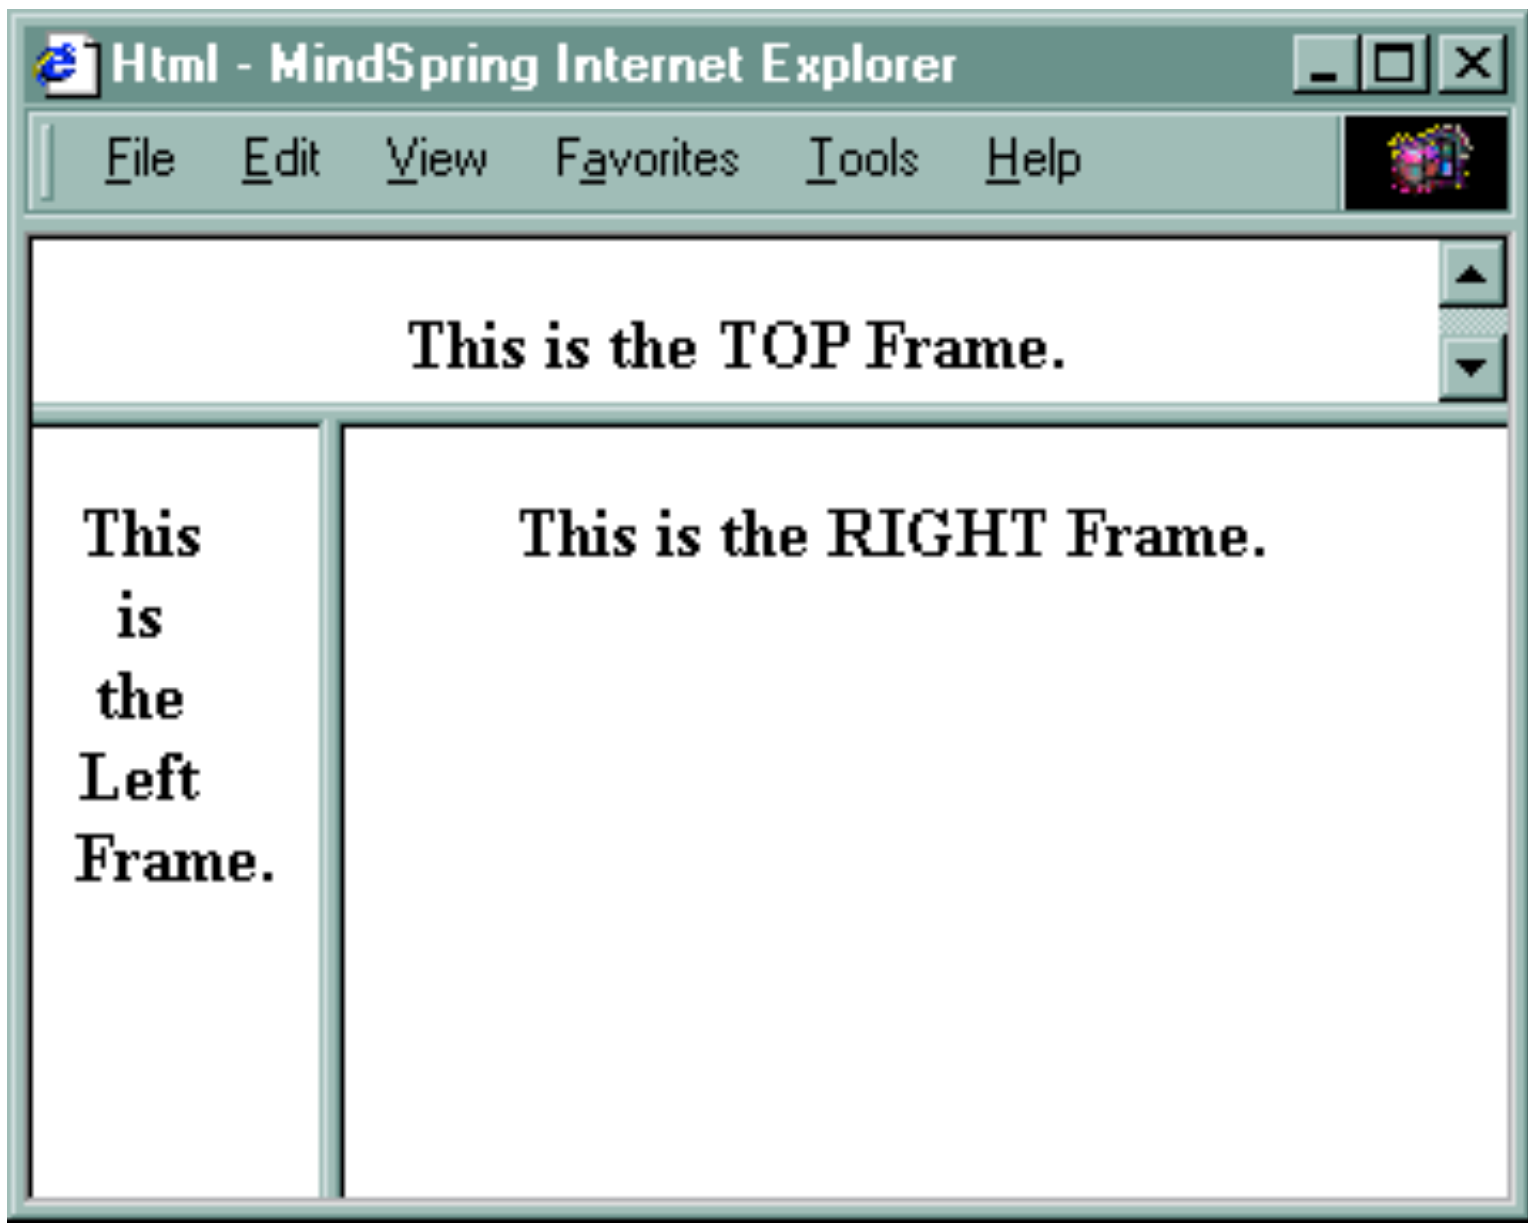 Html - MindSpring Internet Explorer
File Edit View Favorites Tools Help
This is the TOP Frame.
This
is
the
Left
Frame.
This is the RIGHT Frame.